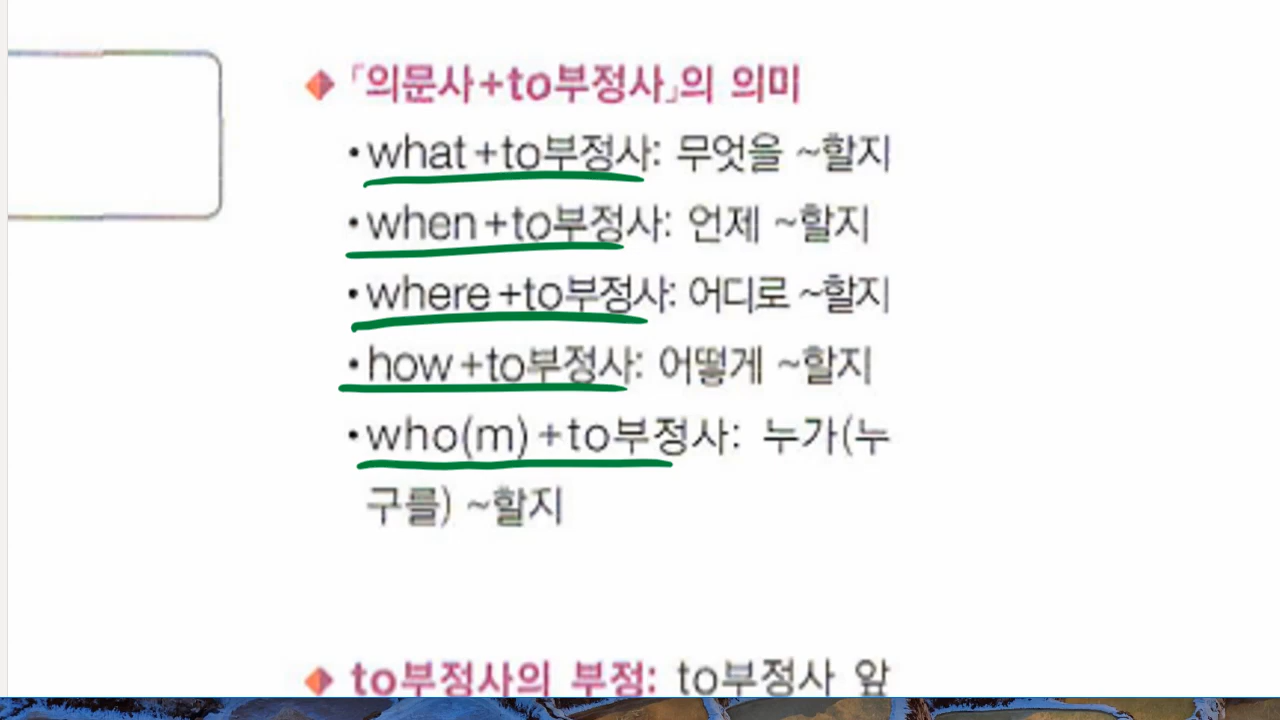 ◆ 「의문사+to부정사」의 의미
• what+to부정사: 무엇을 ~할지
• when+to부정사: 언제 ~할지
• where+to부정사: 어디로 ~할지
• how+to부정사: 어떻게 ~할지
• who(m)+to부정사: 누가(누
구를) ~할지
◆ to부정사의 부정: to부정사 앞